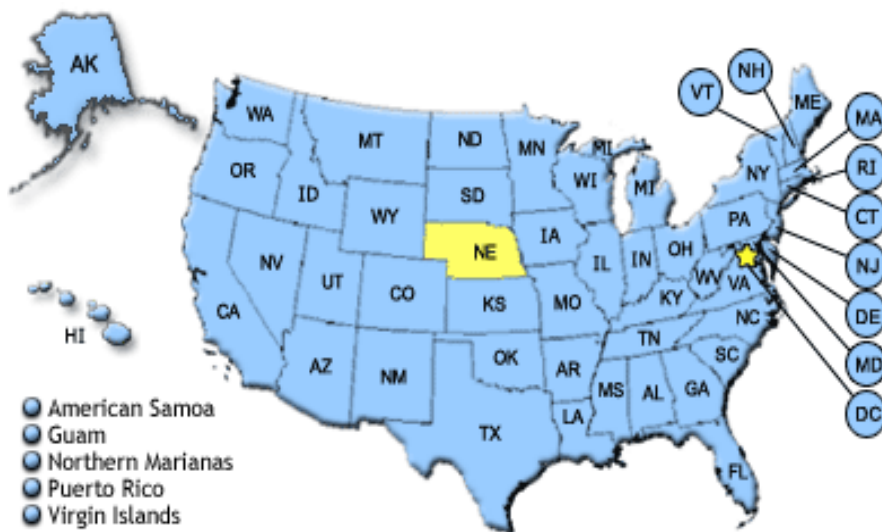 AK
WA
OR
CA
ID
NV
MT
WY
UT
AZ
CO
NM
ND
SD
NE
KS
OK
TX
MN
IA
MO
AR
LA
WI
IL
MS
MI
MI
IN
KY
TN
AL
OH
WV
GA
FL
PA
VA
NC
SC
NY
VT
NH
ME
MA
RI
CT
NJ
DE
MD
DC
HI
American Samoa
Guam
Northern Marianas
Puerto Rico
Virgin Islands